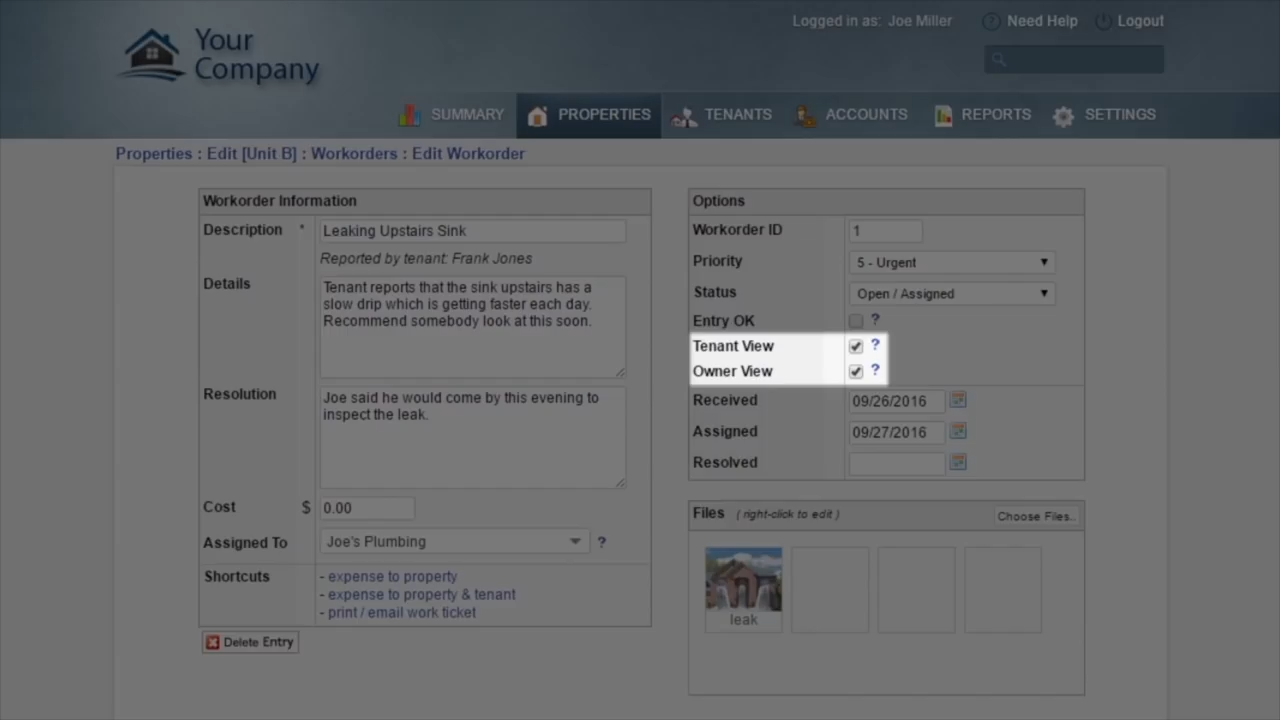 Logged in as: Joe Miller
Need Help
Logout
Your
Company
SUMMARY
PROPERTIES
TENANTS
ACCOUNTS
REPORTS
SETTINGS
Properties : Edit [Unit B] : Workorders : Edit Workorder
Workorder Information
Description * Leaking Upstairs Sink
Reported by tenant: Frank Jones
Details
Tenant reports that the sink upstairs has a
slow drip which is getting faster each day.
Recommend somebody look at this soon.
Resolution
Joe said he would come by this evening to
inspect the leak.
Cost $ 0.00
Assigned To Joe's Plumbing ?
Shortcuts
- expense to property
- expense to property & tenant
- print / email work ticket
Delete Entry
Options
Workorder ID 1
Priority 5 - Urgent
Status Open / Assigned
Entry OK ?
Tenant View ?
Owner View ?
Received 09/26/2016
Assigned 09/27/2016
Resolved
Files ( right-click to edit ) Choose Files..
leak